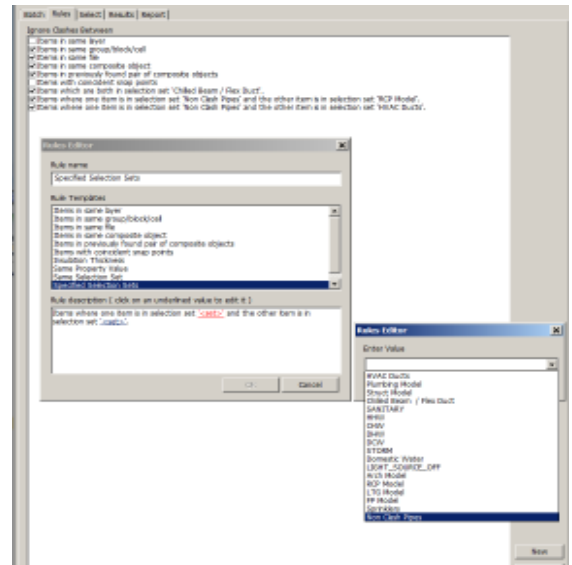 Batch Rules Select Results Report
Ignore Clashes Between
Items in same layer
Items in same group/block/cell
Items in same file
Items in same composite object
Items in previously found pair of composite objects
Items with coincident snap points
Items which are both in selection set 'Chilled Beam / Flex Duct'.
Items where one item is in selection set 'Non Clash Pipes' and the other item is in selection set 'RCP Model'.
Items where one item is in selection set 'Non Clash Pipes' and the other item is in selection set 'HVAC Ducts'.
Rules Editor
Rule name
Specified Selection Sets
Rule Templates
Items in same layer
Items in same group/block/cell
Items in same file
Items in same composite object
Items in previously found pair of composite objects
Items with coincident snap points
Insulation Thickness
Same Property Value
Same Selection Set
Specified Selection Sets
Rule description ( click on an underlined value to edit it )
Items where one item is in selection set '<set>' and the other item is in
selection set '<set>'.
OK Cancel
Rules Editor
Enter Value
HVAC Ducts
Plumbing Model
Struct Model
Chilled Beam / Flex Duct
SANITARY
HHW
CHW
DHW
DCW
STORM
Domestic Water
LIGHT_SOURCE_OFF
Arch Model
RCP Model
LTG Model
FP Model
Sprinklers
Non Clash Pipes
New